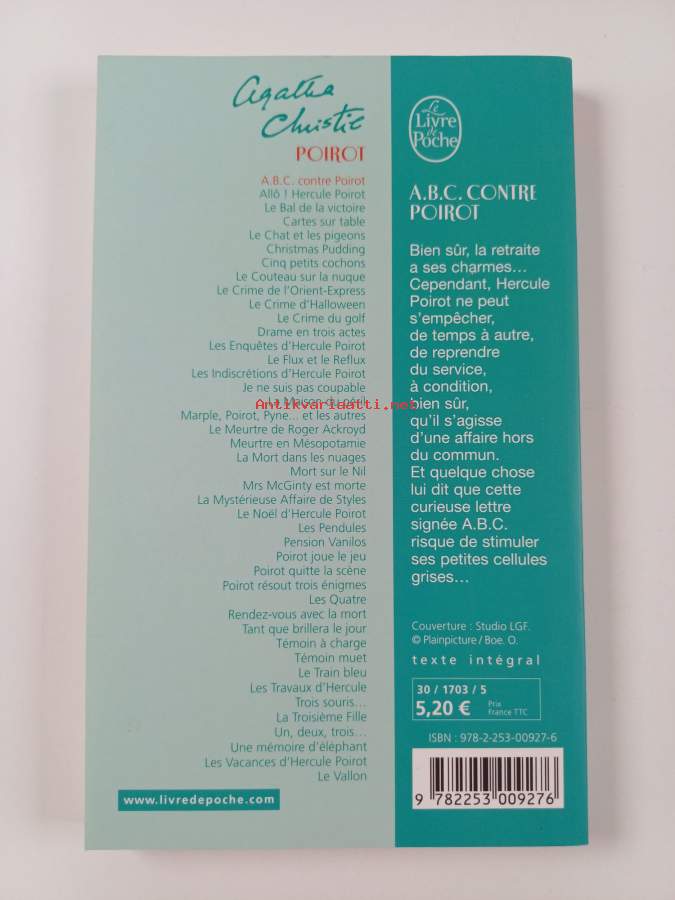 Agatha
Christie
POIROT
A.B.C. contre Poirot
Allô ! Hercule Poirot
Le Bal de la victoire
Cartes sur table
Le Chat et les pigeons
Christmas Pudding
Cinq petits cochons
Le Couteau sur la nuque
Le Crime de l'Orient-Express
Le Crime d'Halloween
Le Crime du golf
Drame en trois actes
Les Enquêtes d'Hercule Poirot
Le Flux et le Reflux
Les Indiscrétions d'Hercule Poirot
Je ne suis pas coupable
La Maison du péril
Antikvariaatti.net
Marple, Poirot, Pyne... et les autres
Le Meurtre de Roger Ackroyd
Meurtre en Mésopotamie
La Mort dans les nuages
Mort sur le Nil
Mrs McGinty est morte
La Mystérieuse Affaire de Styles
Le Noël d'Hercule Poirot
Les Pendules
Pension Vanilos
Poirot joue le jeu
Poirot quitte la scène
Poirot résout trois énigmes
Les Quatre
Rendez-vous avec la mort
Tant que brillera le jour
Témoin à charge
Témoin muet
Le Train bleu
Les Travaux d'Hercule
Trois souris...
La Troisième Fille
Un, deux, trois...
Une mémoire d'éléphant
Les Vacances d'Hercule Poirot
Le Vallon
www.livredepoche.com
Le
Livre
de
Poche
A.B.C. CONTRE
POIROT
Bien sûr, la retraite
a ses charmes...
Cependant, Hercule
Poirot ne peut
s'empêcher,
de temps à autre,
de reprendre
du service,
à condition,
bien sûr,
qu'il s'agisse
d'une affaire hors
du commun.
Et quelque chose
lui dit que cette
curieuse lettre
signée A.B.C.
risque de stimuler
ses petites cellules
grises...
Couverture : Studio LGF.
© Plainpicture / Boe. O.
texte intégral
30 / 1703 / 5
5,20 € Prix
France TTC
ISBN : 978-2-253-00927-6
9 782253 009276